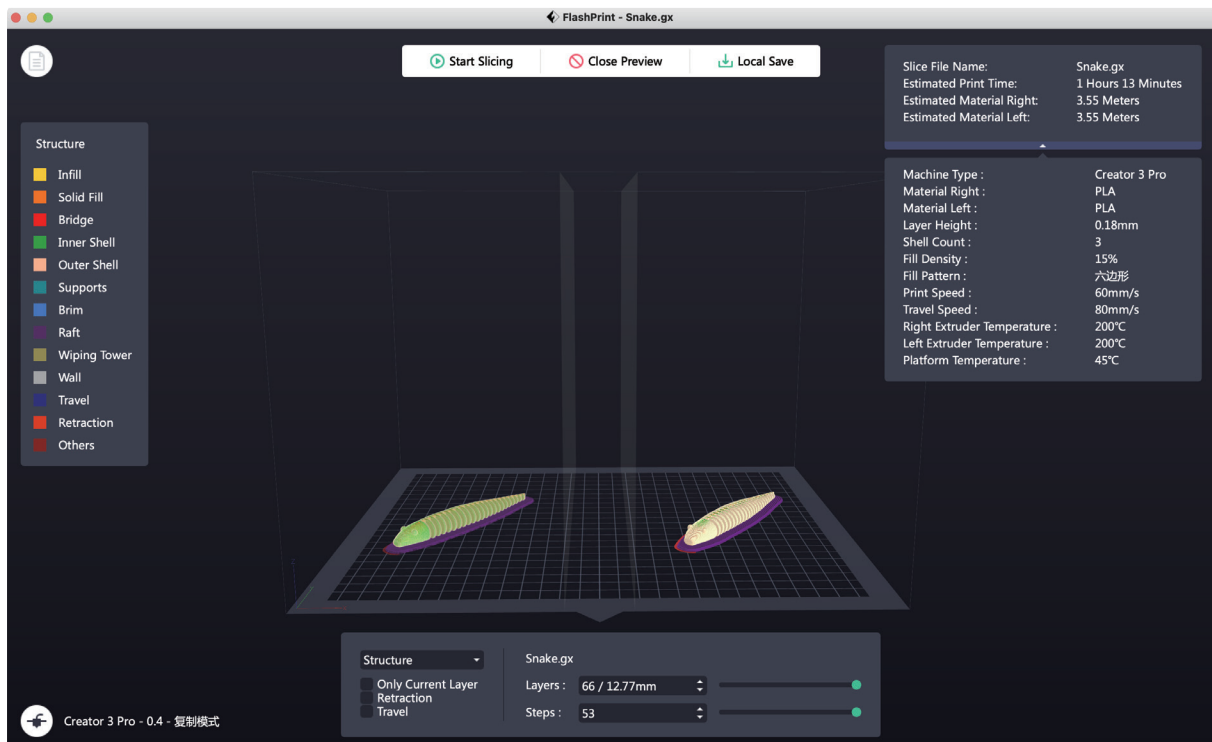 FlashPrint - Snake.gx
Start Slicing
Close Preview
Local Save
Slice File Name: Snake.gx
Estimated Print Time: 1 Hours 13 Minutes
Estimated Material Right: 3.55 Meters
Estimated Material Left: 3.55 Meters
Machine Type : Creator 3 Pro
Material Right : PLA
Material Left : PLA
Layer Height : 0.18mm
Shell Count : 3
Fill Density : 15%
Fill Pattern : 六边形
Print Speed : 60mm/s
Travel Speed : 80mm/s
Right Extruder Temperature : 200℃
Left Extruder Temperature : 200℃
Platform Temperature : 45℃
Structure
Infill
Solid Fill
Bridge
Inner Shell
Outer Shell
Supports
Brim
Raft
Wiping Tower
Wall
Travel
Retraction
Others
Structure
Only Current Layer
Retraction
Travel
Snake.gx
Layers : 66 / 12.77mm
Steps : 53
Creator 3 Pro - 0.4 - 复制模式